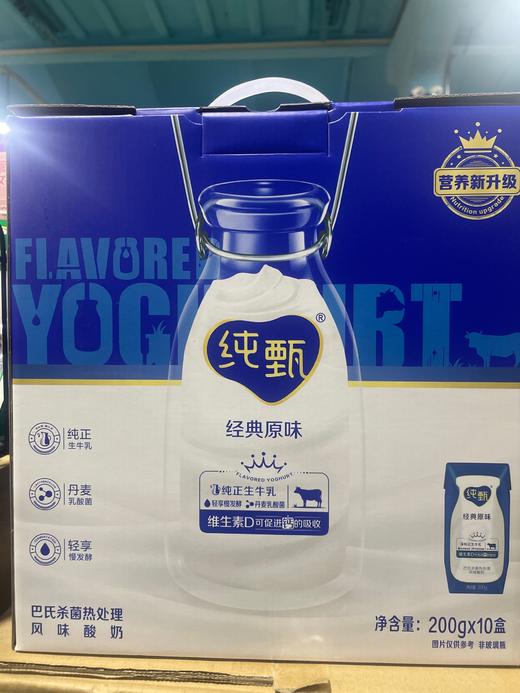 营养新升级
Nutrition upgrade
FLAVORE
YOGHURT
纯甄®
经典原味
FLAVORED YOGHURT
纯正生牛乳
轻享慢发酵 丹麦乳酸菌
维生素D可促进钙的吸收
纯正
生牛乳
丹麦
乳酸菌
轻享
慢发酵
纯甄
经典原味
巴氏杀菌热处理
风味酸奶
净含量：200gx10盒
图片仅供参考 非玻璃瓶